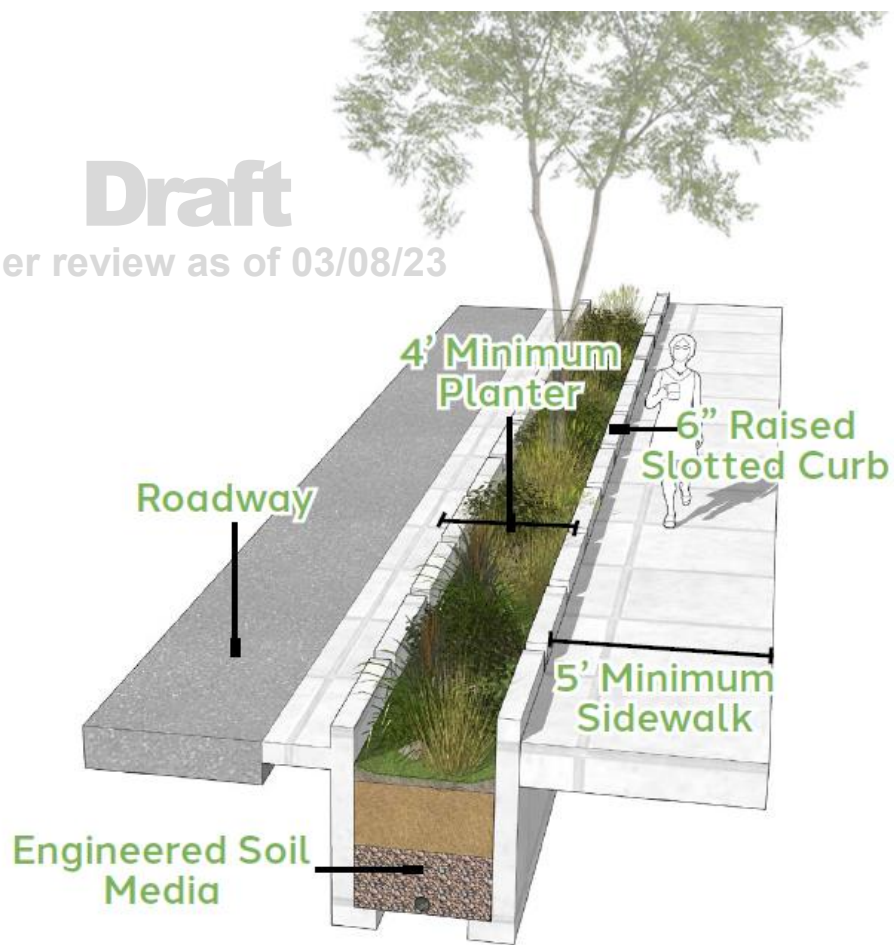 Draft
er review as of 03/08/23
4’ Minimum
Planter
6” Raised
Slotted Curb
Roadway
5’ Minimum
Sidewalk
Engineered Soil
Media